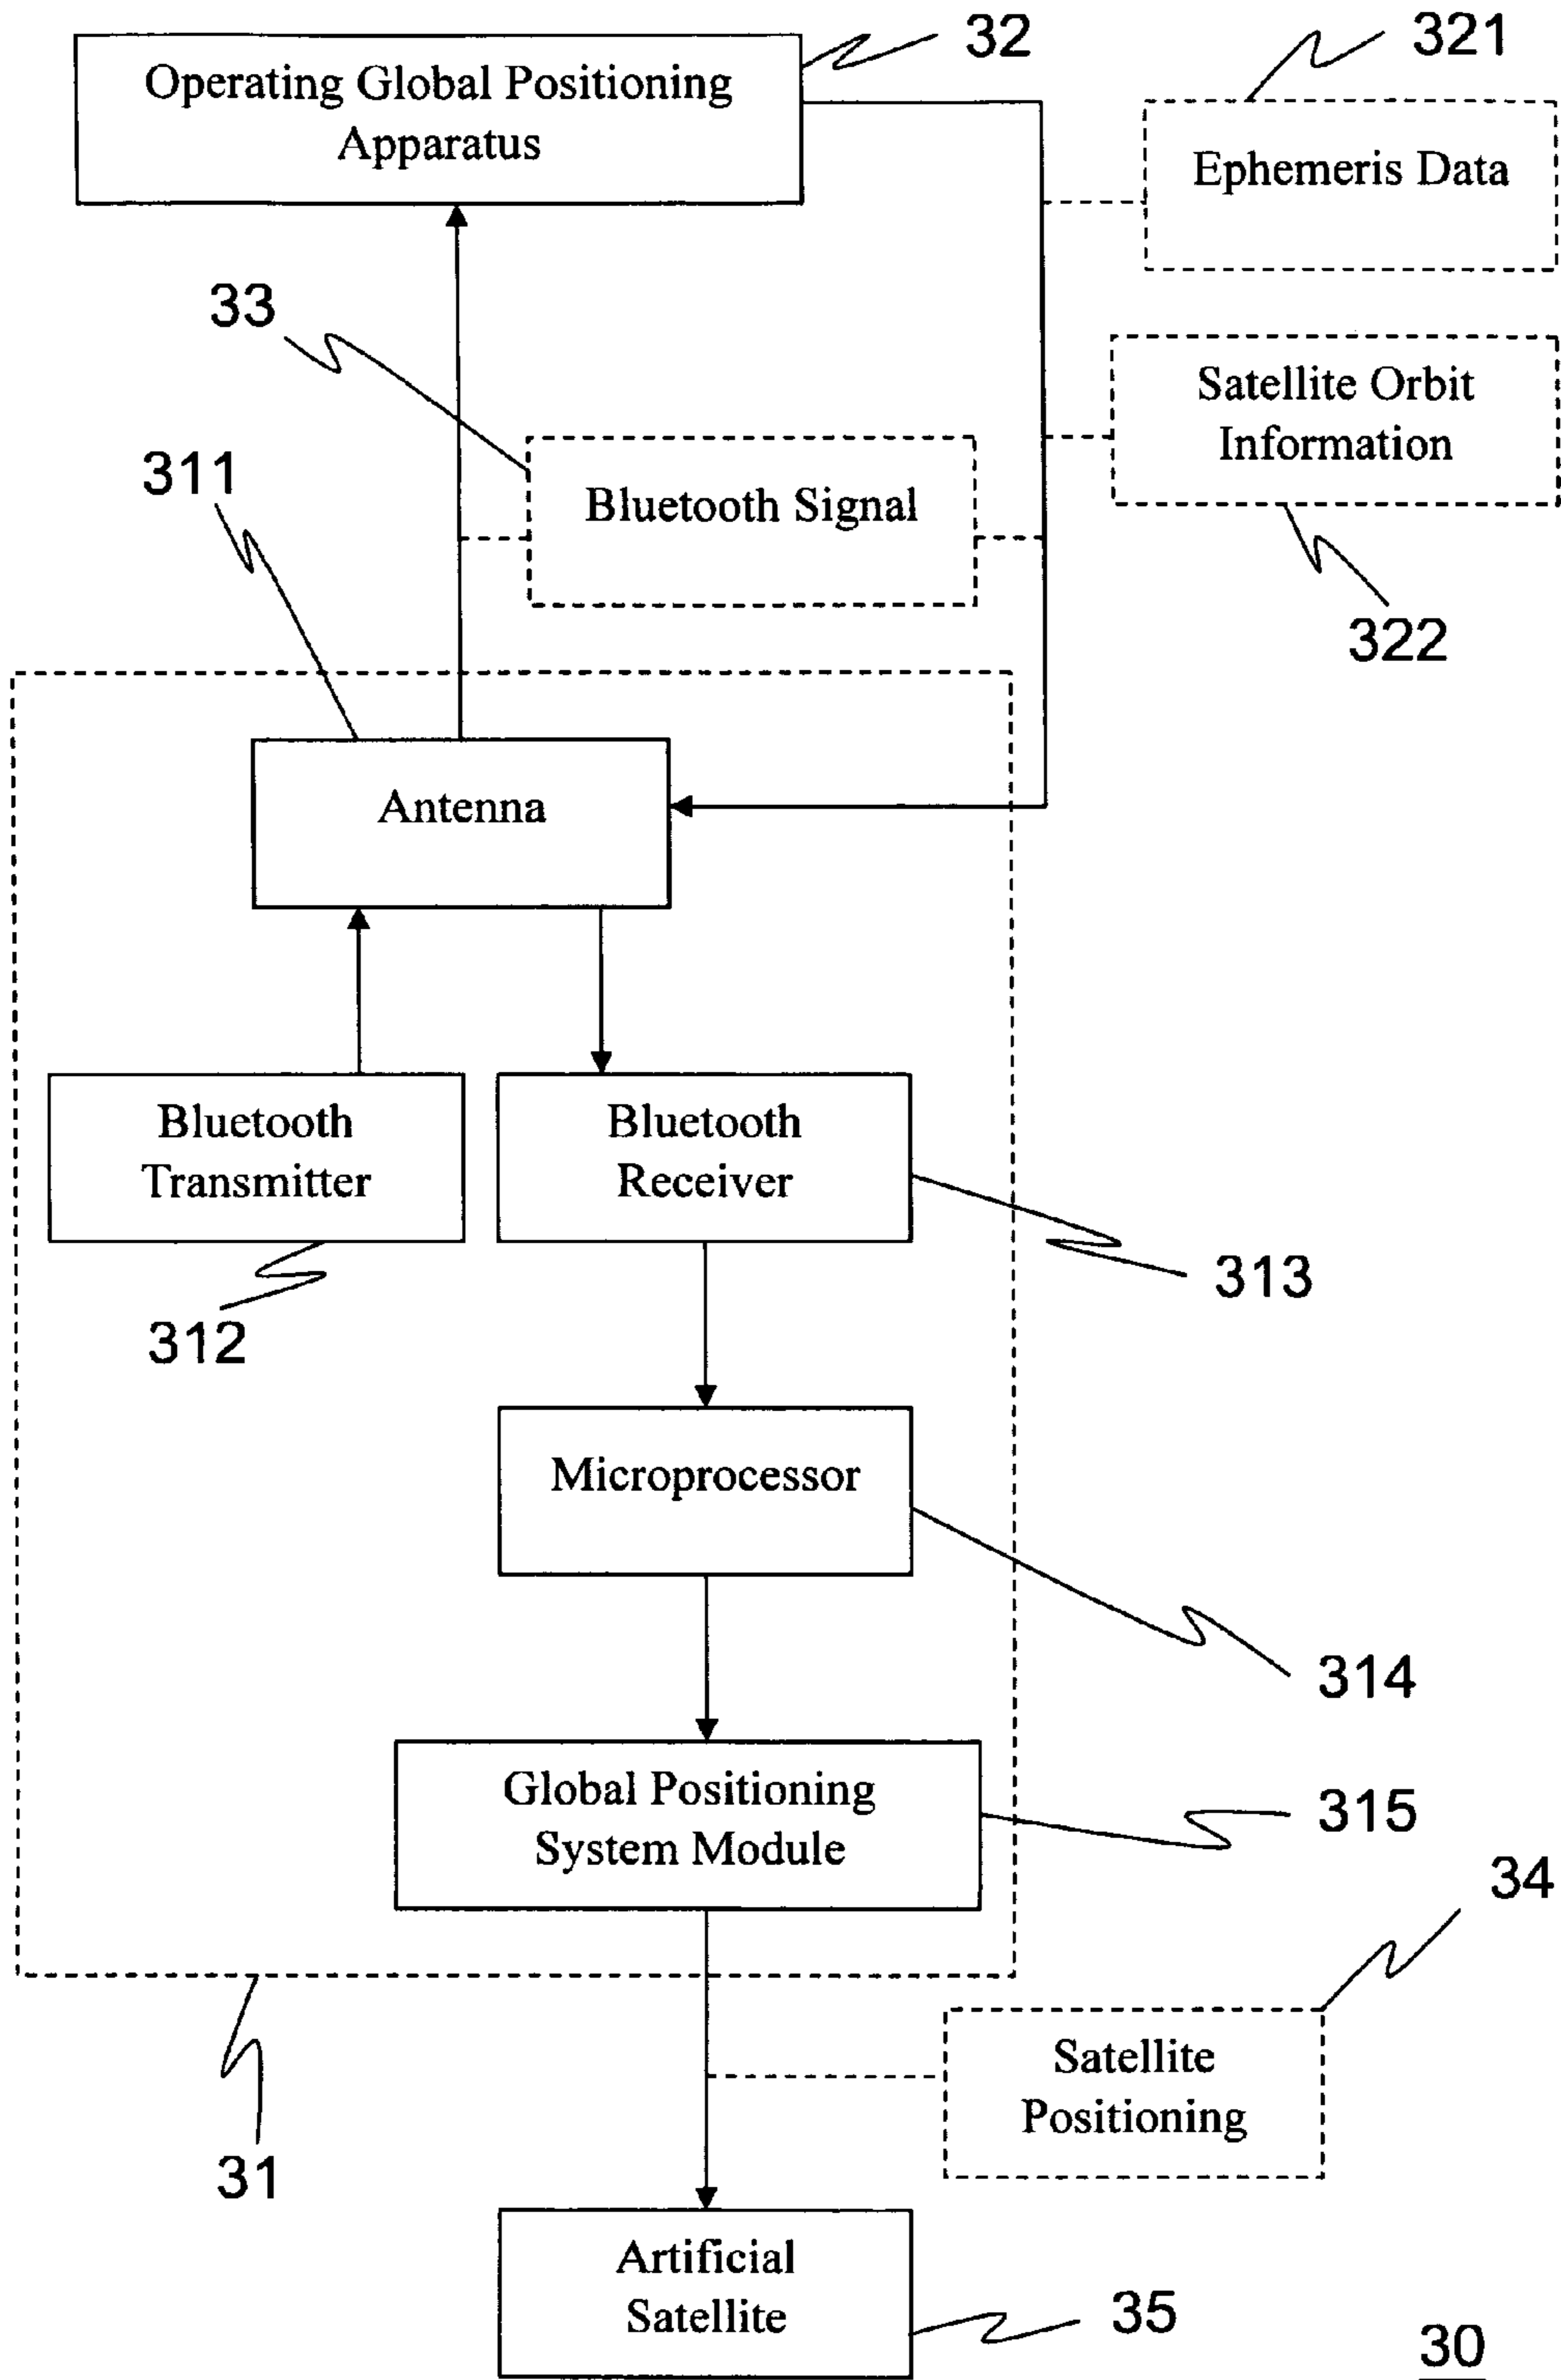 32
321
Operating Global Positioning
Apparatus
Ephemeris Data
33
Satellite Orbit
Information
311
Bluetooth Signal
322
Antenna
Bluetooth
Transmitter
Bluetooth
Receiver
313
312
Microprocessor
314
Global Positioning
System Module
315
34
Satellite
Positioning
31
Artificial
Satellite
35
30